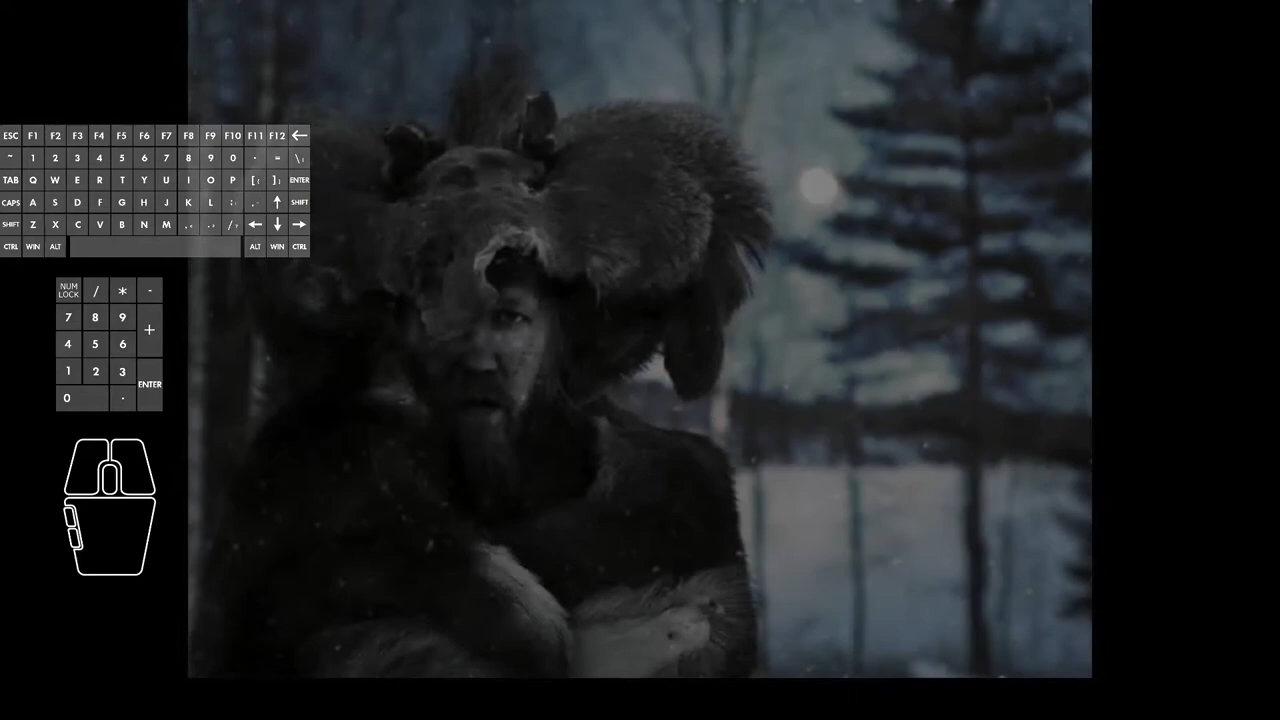 ESC F1 F2 F3 F4 F5 F6 F7 F8 F9 F10 F11 F12 ←
~ 1 2 3 4 5 6 7 8 9 0 - = \|
TAB Q W E R T Y U I O P [{ ]} ENTER
CAPS A S D F G H J K L ;: ↑ SHIFT
SHIFT Z X C V B N M ,< .> /? ← ↓ →
CTRL WIN ALT ALT WIN CTRL
NUM LOCK / * -
7 8 9 +
4 5 6
1 2 3 ENTER
0 .